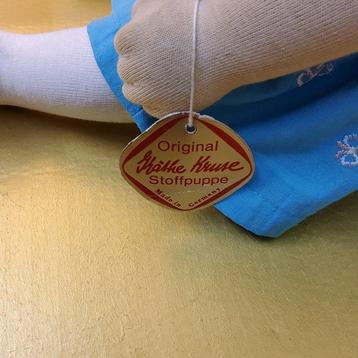 Original
Käthe Kruse
Stoffpuppe
Made in Germany